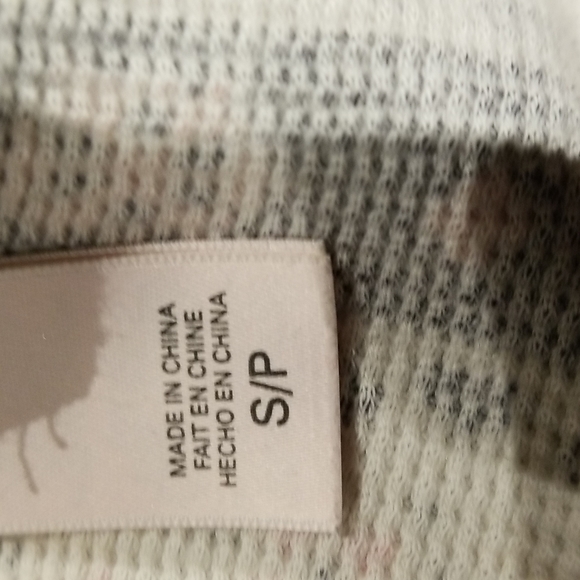 MADE IN CHINA
FAIT EN CHINE
HECHO EN CHINA
S/P